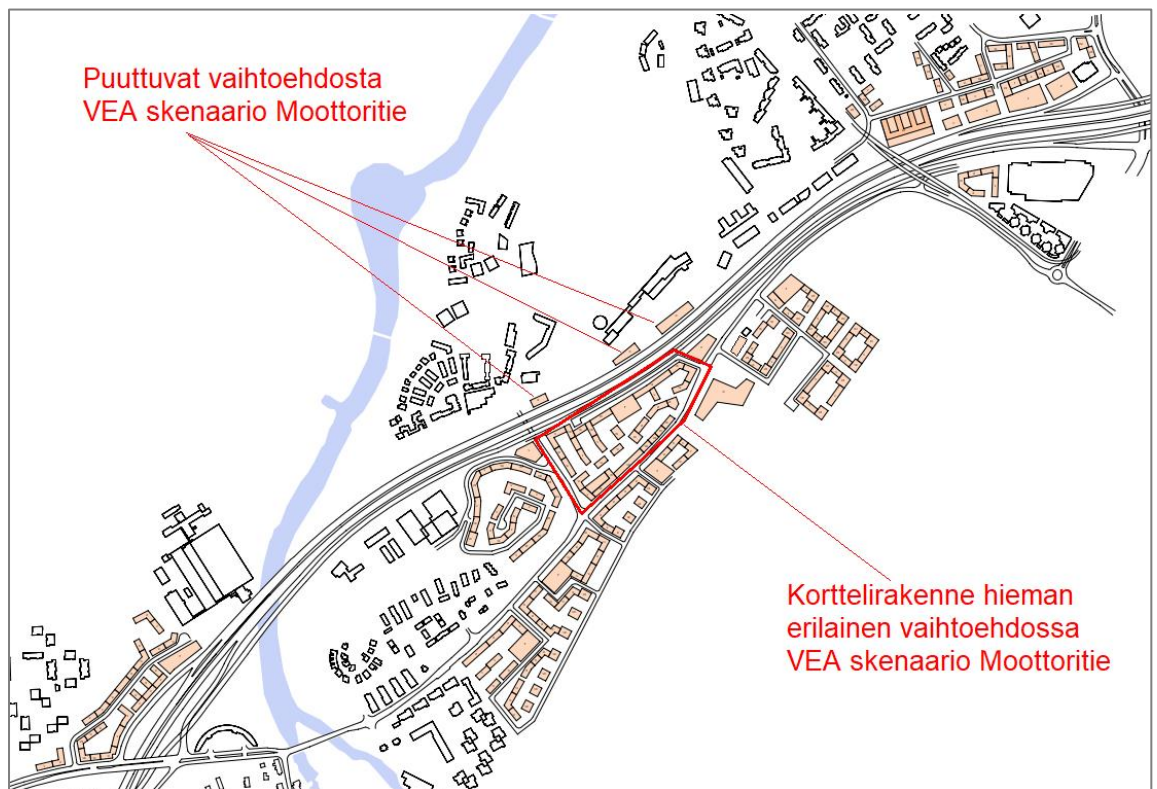 Puuttuvat vaihtoehdosta
VEA skenaario Moottoritie
Korttelirakenne hieman
erilainen vaihtoehdossa
VEA skenaario Moottoritie